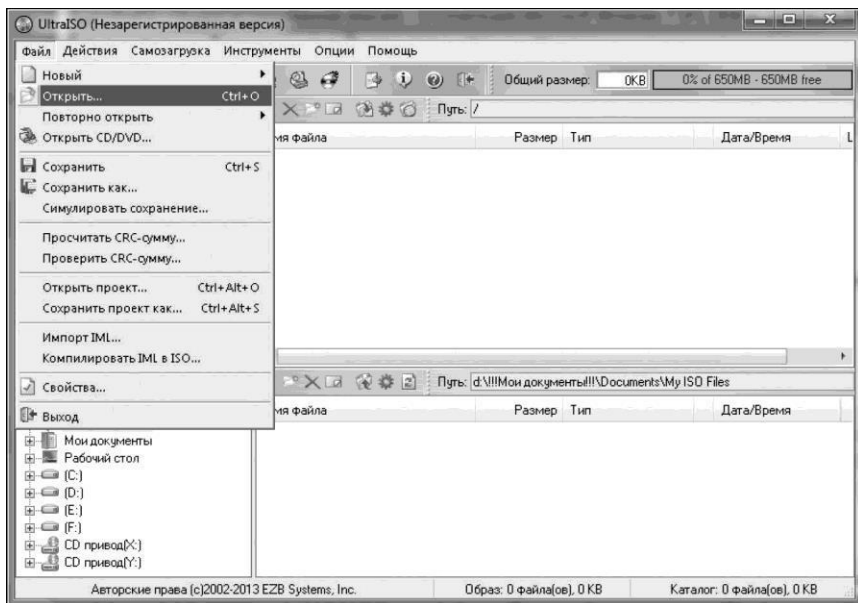 UltraISO (Незарегистрированная версия)
Файл Действия Самозагрузка Инструменты Опции Помощь
Новый
Открыть... Ctrl+O
Повторно открыть
Открыть CD/DVD...
Сохранить Ctrl+S
Сохранить как...
Симулировать сохранение...
Просчитать CRC-сумму...
Проверить CRC-сумму...
Открыть проект... Ctrl+Alt+O
Сохранить проект как... Ctrl+Alt+S
Импорт IML...
Компилировать IML в ISO...
Свойства...
Выход
Общий размер: 0KB 0% of 650MB - 650MB free
Путь: /
мя файла Размер Тип Дата/Время L
Путь: d:\!!!Мои документы!!!\Documents\My ISO Files
мя файла Размер Тип Дата/Время
Мои документы
Рабочий стол
(C:)
(D:)
(E:)
(F:)
CD привод(X:)
CD привод(Y:)
Авторские права (c)2002-2013 EZB Systems, Inc. Образ: 0 файла(ов), 0 KB Каталог: 0 файла(ов), 0 KB